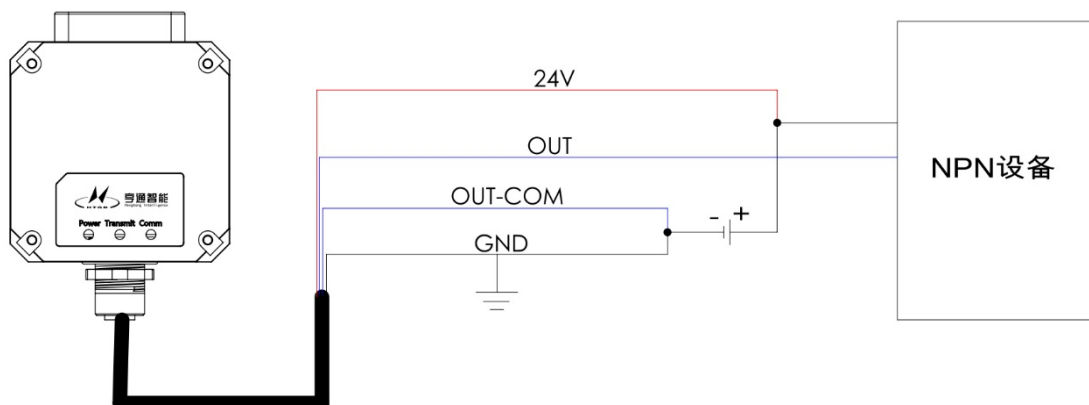 24V
OUT
OUT-COM
GND
- +
NPN设备
亨通智能
Power Transmit Comm